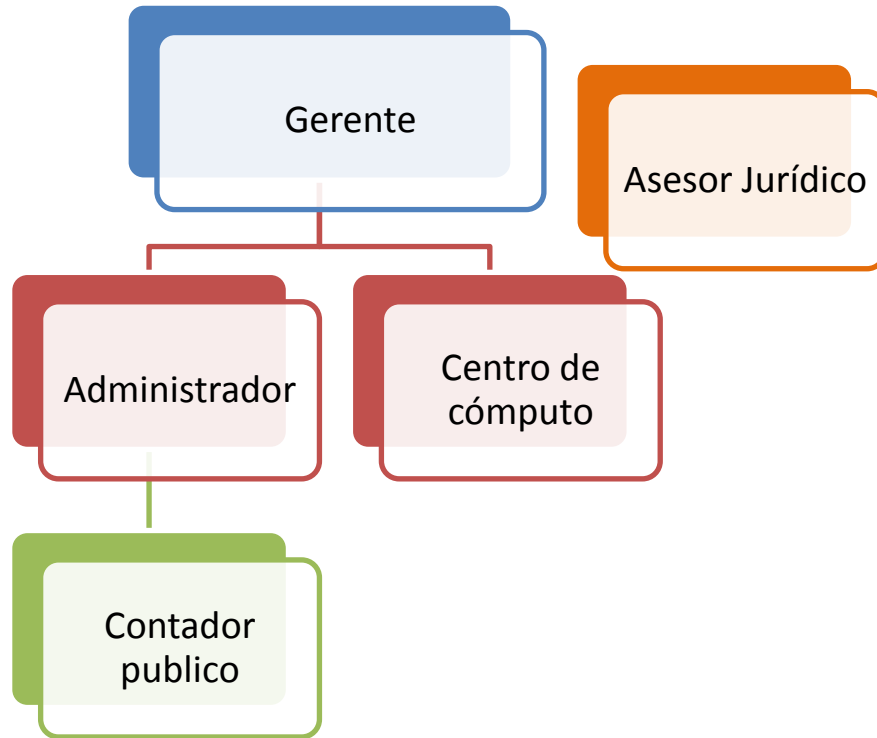 Gerente
Asesor Jurídico
Administrador
Centro de
cómputo
Contador
publico